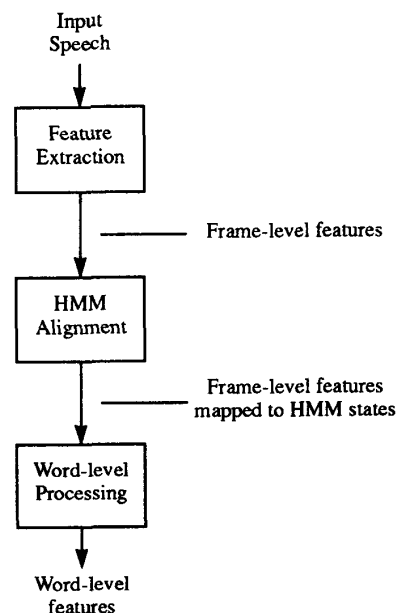 Input
Speech
Feature
Extraction
Frame-level features
HMM
Alignment
Frame-level features
mapped to HMM states
Word-level
Processing
Word-level
features